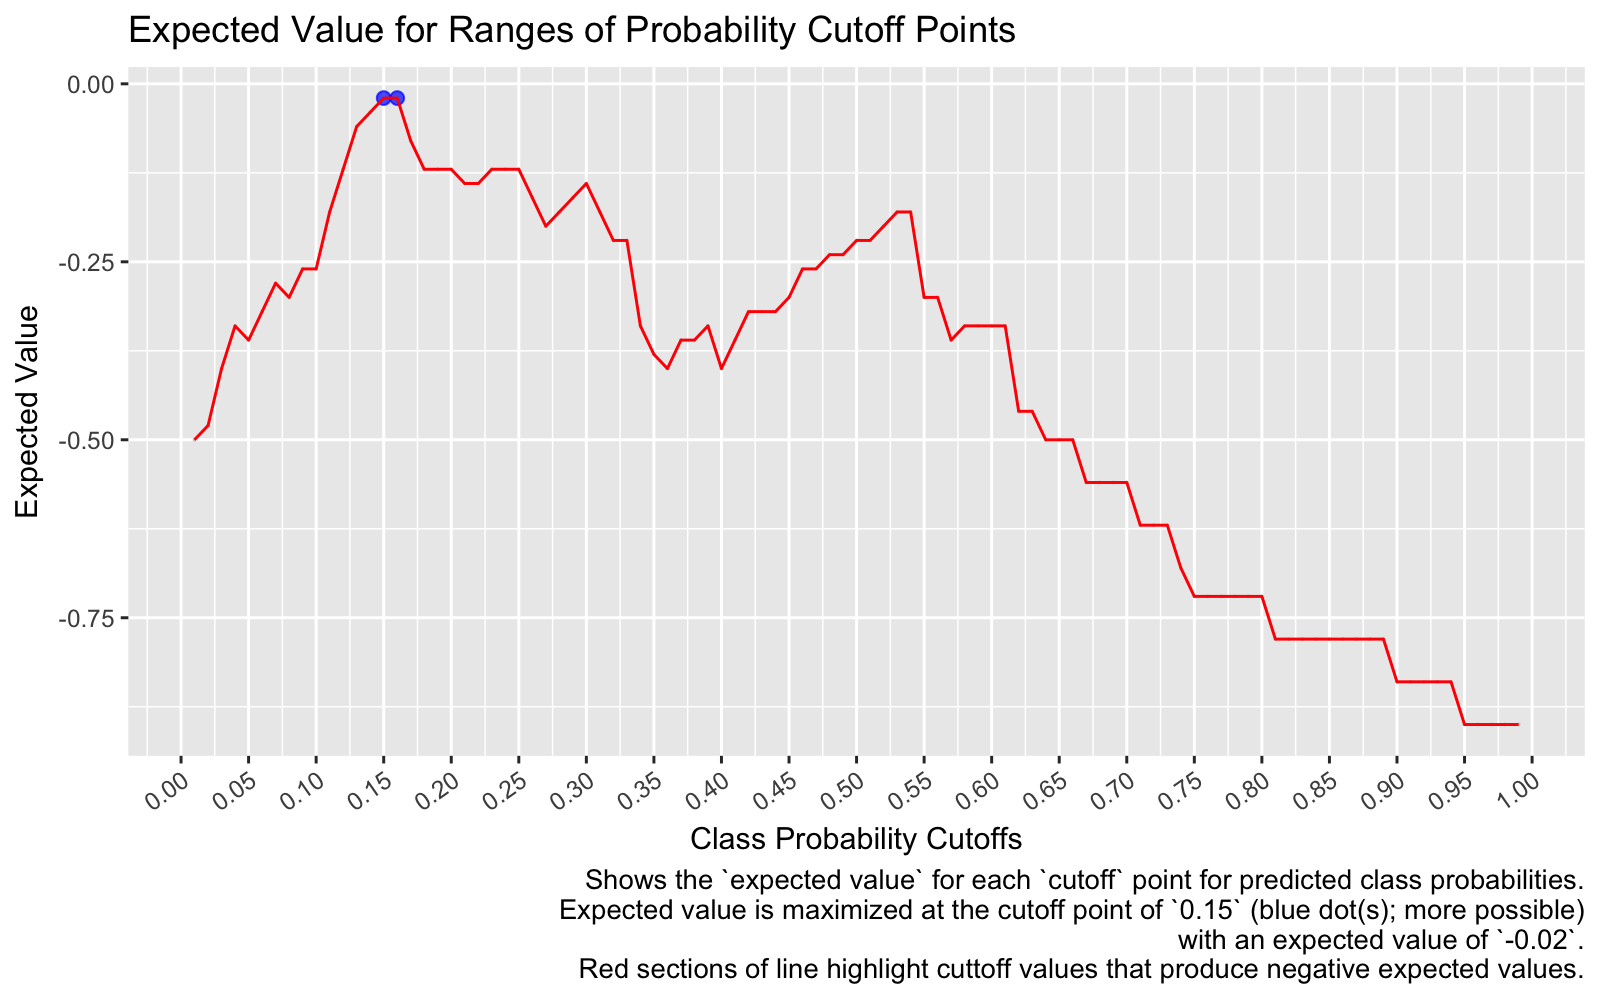 Expected Value for Ranges of Probability Cutoff Points
0.00
-0.25
-0.50
-0.75
Expected Value
0.00 0.05 0.10 0.15 0.20 0.25 0.30 0.35 0.40 0.45 0.50 0.55 0.60 0.65 0.70 0.75 0.80 0.85 0.90 0.95 1.00
Class Probability Cutoffs
Shows the `expected value` for each `cutoff` point for predicted class probabilities.
Expected value is maximized at the cutoff point of `0.15` (blue dot(s); more possible)
with an expected value of `-0.02`.
Red sections of line highlight cuttoff values that produce negative expected values.